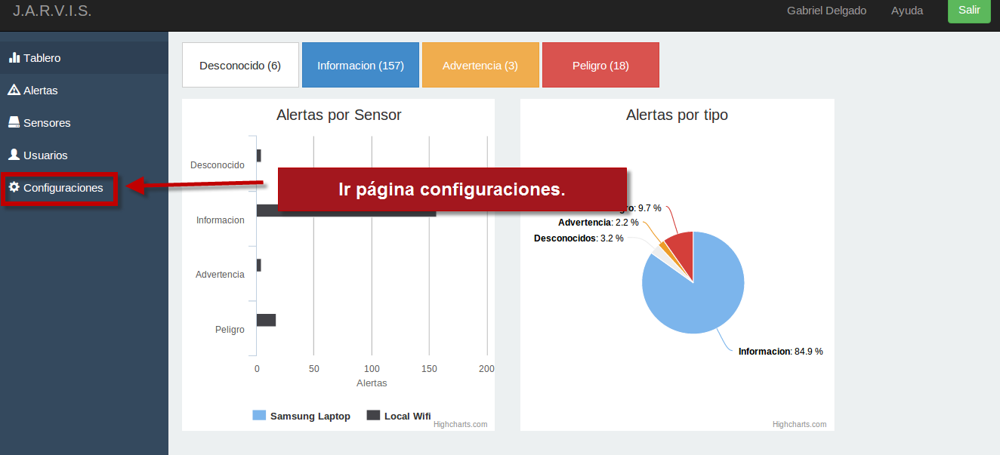 J.A.R.V.I.S.
Gabriel Delgado
Ayuda
Salir
Tablero
Alertas
Sensores
Usuarios
Configuraciones
Desconocido (6)
Informacion (157)
Advertencia (3)
Peligro (18)
Alertas por Sensor
Desconocido
Informacion
Advertencia
Peligro
0 50 100 150 200
Alertas
Samsung Laptop
Local Wifi
Highcharts.com
Ir página configuraciones.
Alertas por tipo
gro: 9.7 %
Advertencia: 2.2 %
Desconocidos: 3.2 %
Informacion: 84.9 %
Highcharts.com